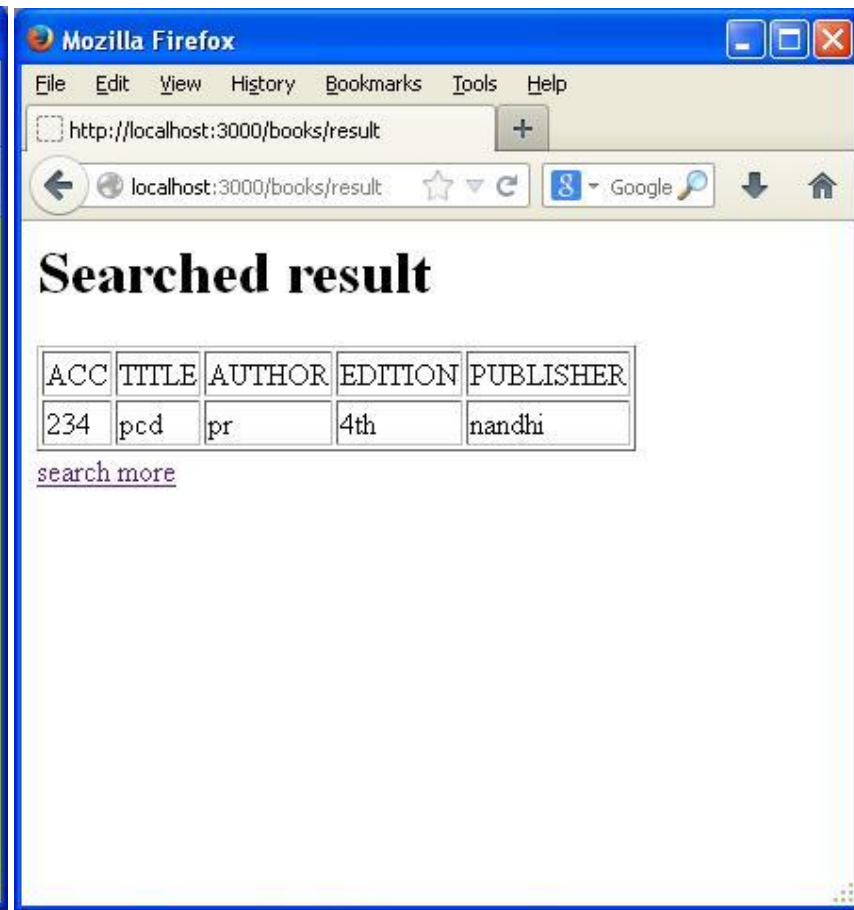 Mozilla Firefox
File Edit View History Bookmarks Tools Help
http://localhost:3000/books/result +
localhost:3000/books/result 8 Google
Searched result
ACC TITLE AUTHOR EDITION PUBLISHER
234 pcd pr 4th nandhi
search more